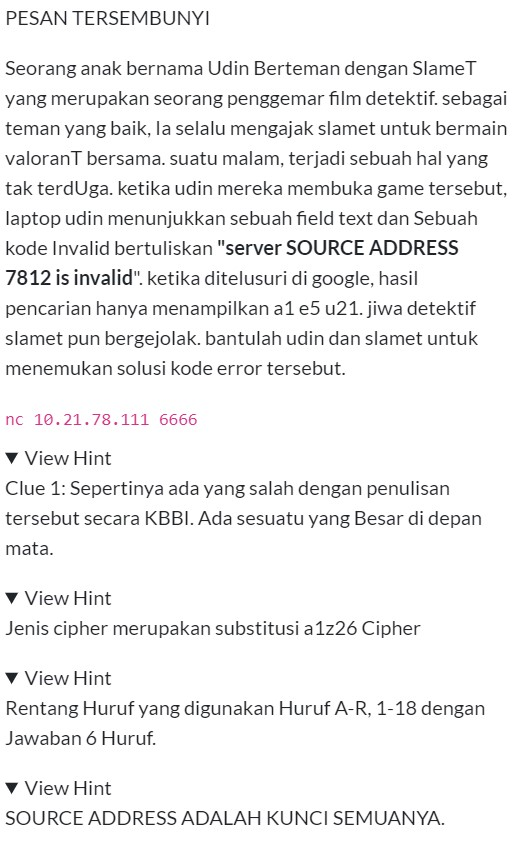 PESAN TERSEMBUNYI
Seorang anak bernama Udin Berteman dengan SlameT
yang merupakan seorang penggemar film detektif. sebagai
teman yang baik, Ia selalu mengajak slamet untuk bermain
valoranT bersama. suatu malam, terjadi sebuah hal yang
tak terdUga. ketika udin mereka membuka game tersebut,
laptop udin menunjukkan sebuah field text dan Sebuah
kode Invalid bertuliskan "server SOURCE ADDRESS
7812 is invalid". ketika ditelusuri di google, hasil
pencarian hanya menampilkan a1 e5 u21. jiwa detektif
slamet pun bergejolak. bantulah udin dan slamet untuk
menemukan solusi kode error tersebut.
nc 10.21.78.111 6666
▼ View Hint
Clue 1: Sepertinya ada yang salah dengan penulisan
tersebut secara KBBI. Ada sesuatu yang Besar di depan
mata.
▼ View Hint
Jenis cipher merupakan substitusi a1z26 Cipher
▼ View Hint
Rentang Huruf yang digunakan Huruf A-R, 1-18 dengan
Jawaban 6 Huruf.
▼ View Hint
SOURCE ADDRESS ADALAH KUNCI SEMUANYA.